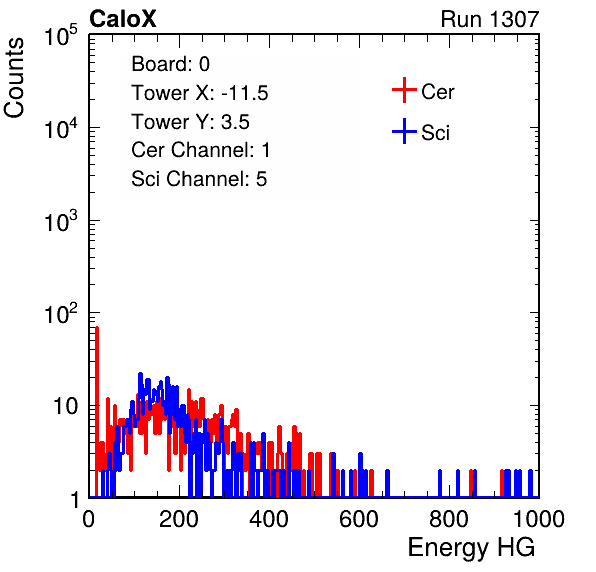 CaloX Run 1307
Board: 0
Tower X: -11.5
Tower Y: 3.5
Cer Channel: 1
Sci Channel: 5
Cer
Sci
Counts
10^5
10^4
10^3
10^2
10
1
0 200 400 600 800 1000
Energy HG